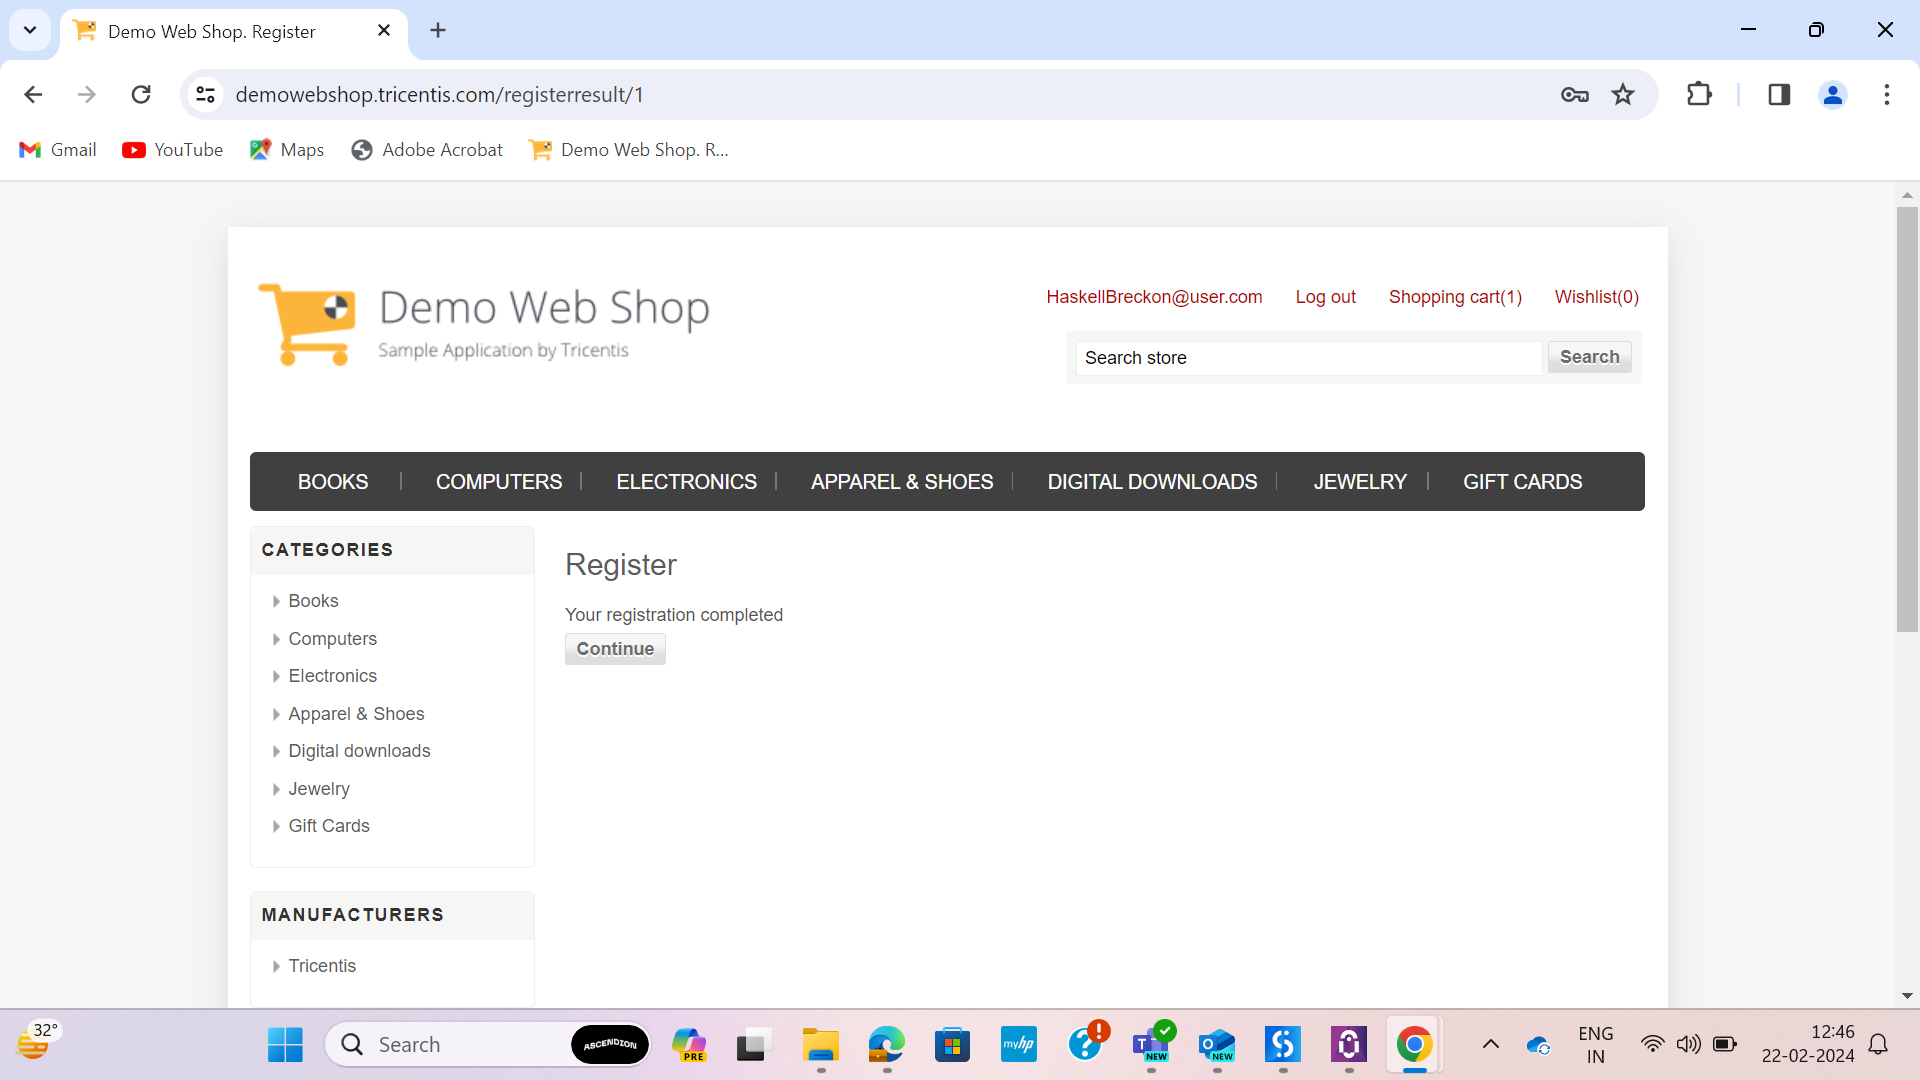 Demo Web Shop. Register
demowebshop.tricentis.com/registerresult/1
Gmail YouTube Maps Adobe Acrobat Demo Web Shop. R...
Demo Web Shop
Sample Application by Tricentis
HaskellBreckon@user.com Log out Shopping cart(1) Wishlist(0)
Search store Search
BOOKS COMPUTERS ELECTRONICS APPAREL & SHOES DIGITAL DOWNLOADS JEWELRY GIFT CARDS
CATEGORIES
Books
Computers
Electronics
Apparel & Shoes
Digital downloads
Jewelry
Gift Cards
MANUFACTURERS
Tricentis
Register
Your registration completed
Continue
32°
Search ASCENDION
PRE
myhp
NEW
NEW
ENG
IN
12:46
22-02-2024